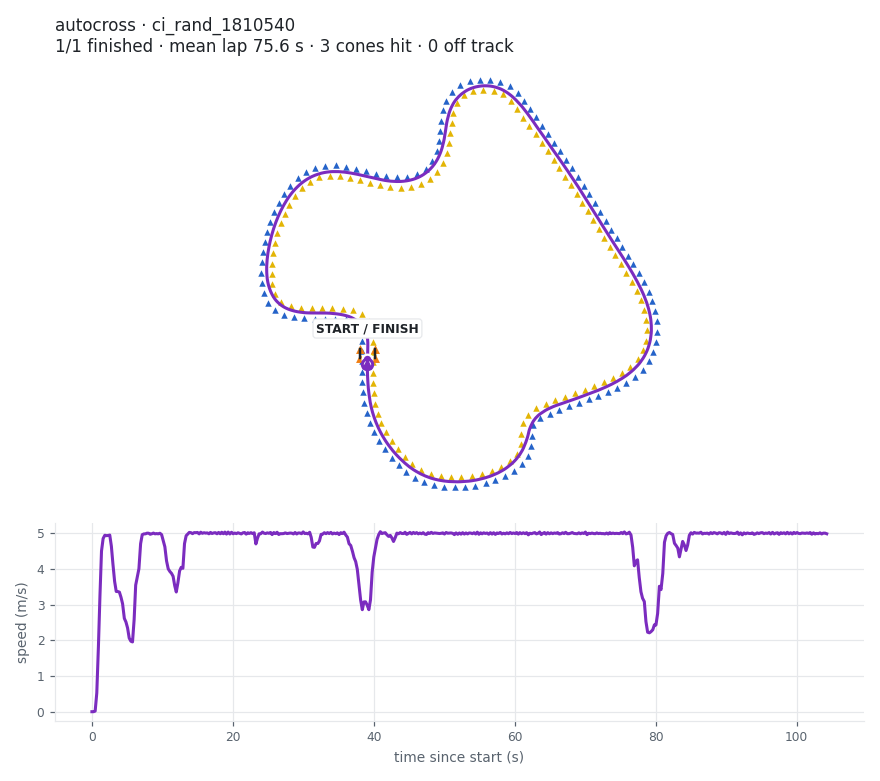 autocross · ci_rand_1810540
1/1 finished · mean lap 75.6 s · 3 cones hit · 0 off track
START / FINISH
5
4
3
2
1
0
speed (m/s)
0 20 40 60 80 100
time since start (s)